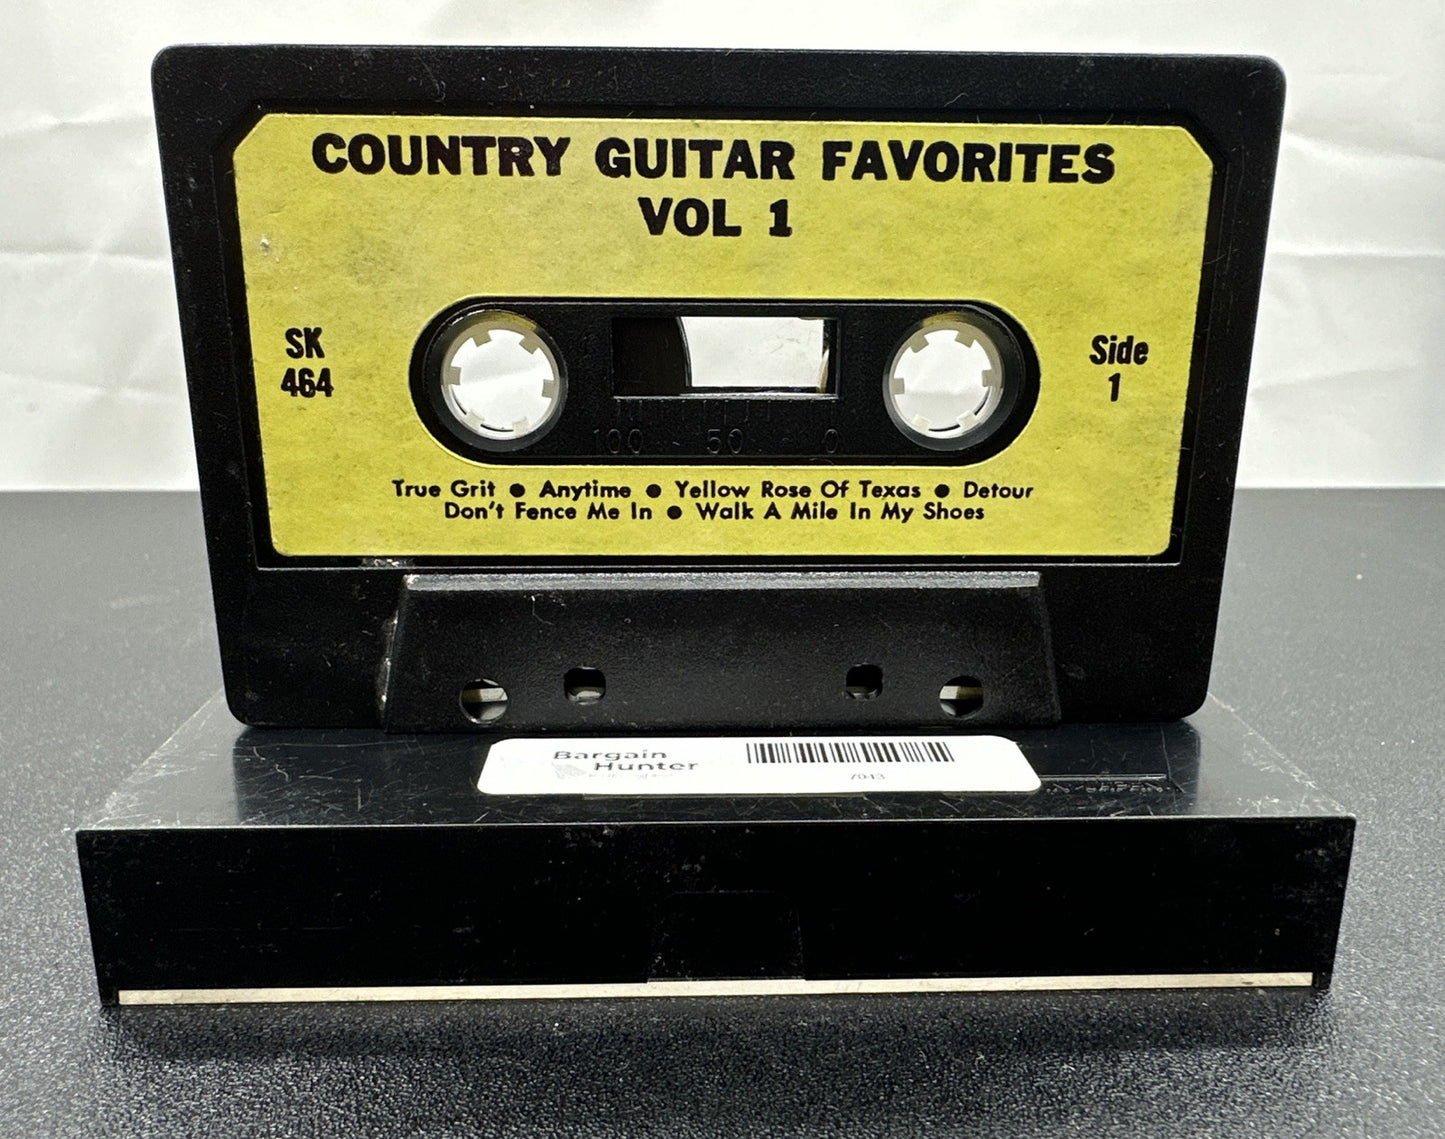 COUNTRY GUITAR FAVORITES
VOL 1
SK
464
Side
1
100 50 0
True Grit ● Anytime ● Yellow Rose Of Texas ● Detour
Don't Fence Me In ● Walk A Mile In My Shoes
Bargain
Hunter
7943